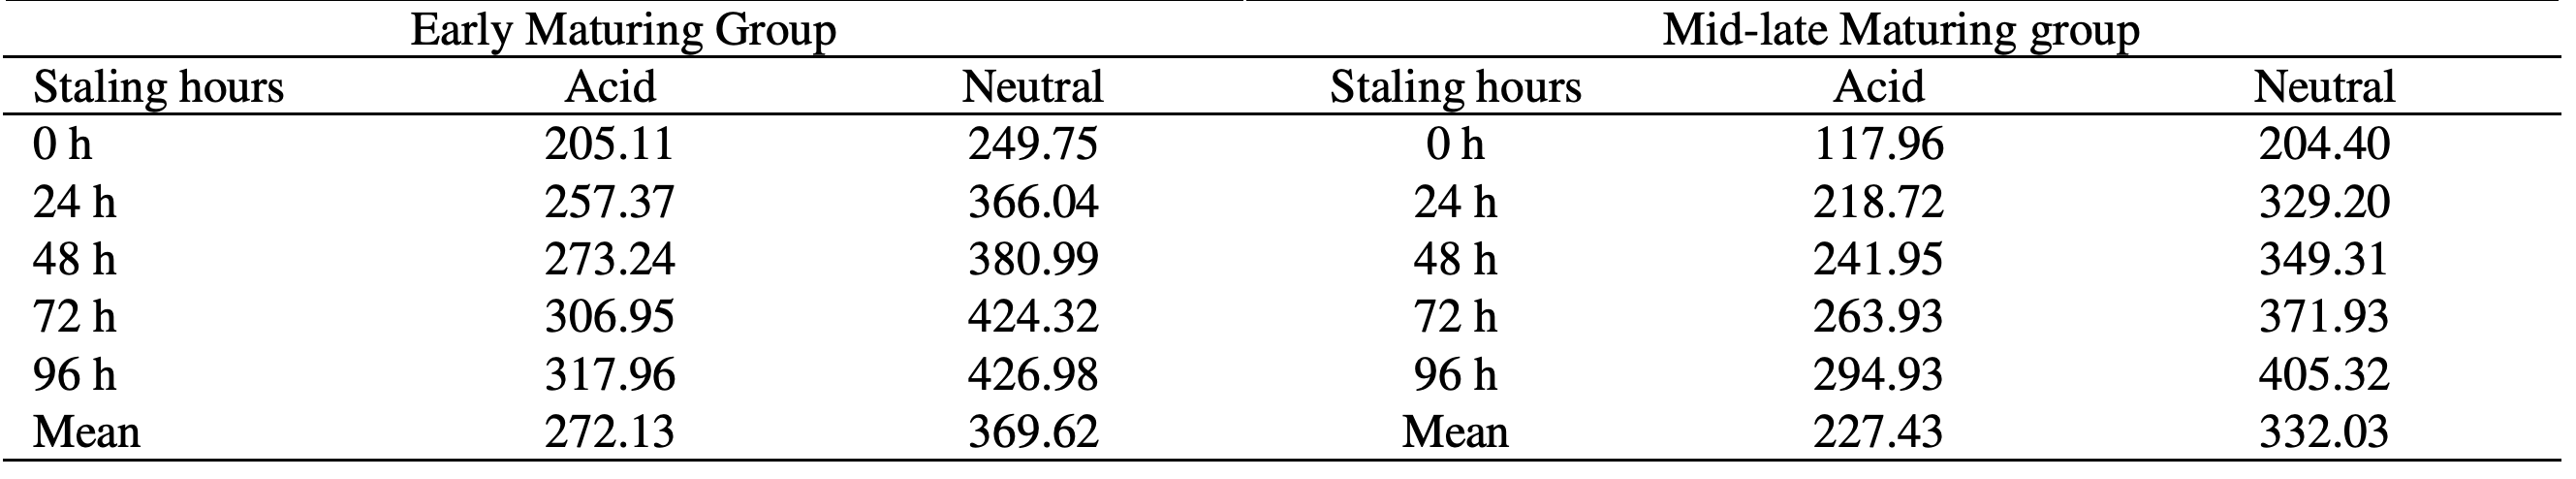 Early Maturing Group Mid-late Maturing group
Staling hours Acid Neutral Staling hours Acid Neutral
0 h 205.11 249.75 0 h 117.96 204.40
24 h 257.37 366.04 24 h 218.72 329.20
48 h 273.24 380.99 48 h 241.95 349.31
72 h 306.95 424.32 72 h 263.93 371.93
96 h 317.96 426.98 96 h 294.93 405.32
Mean 272.13 369.62 Mean 227.43 332.03